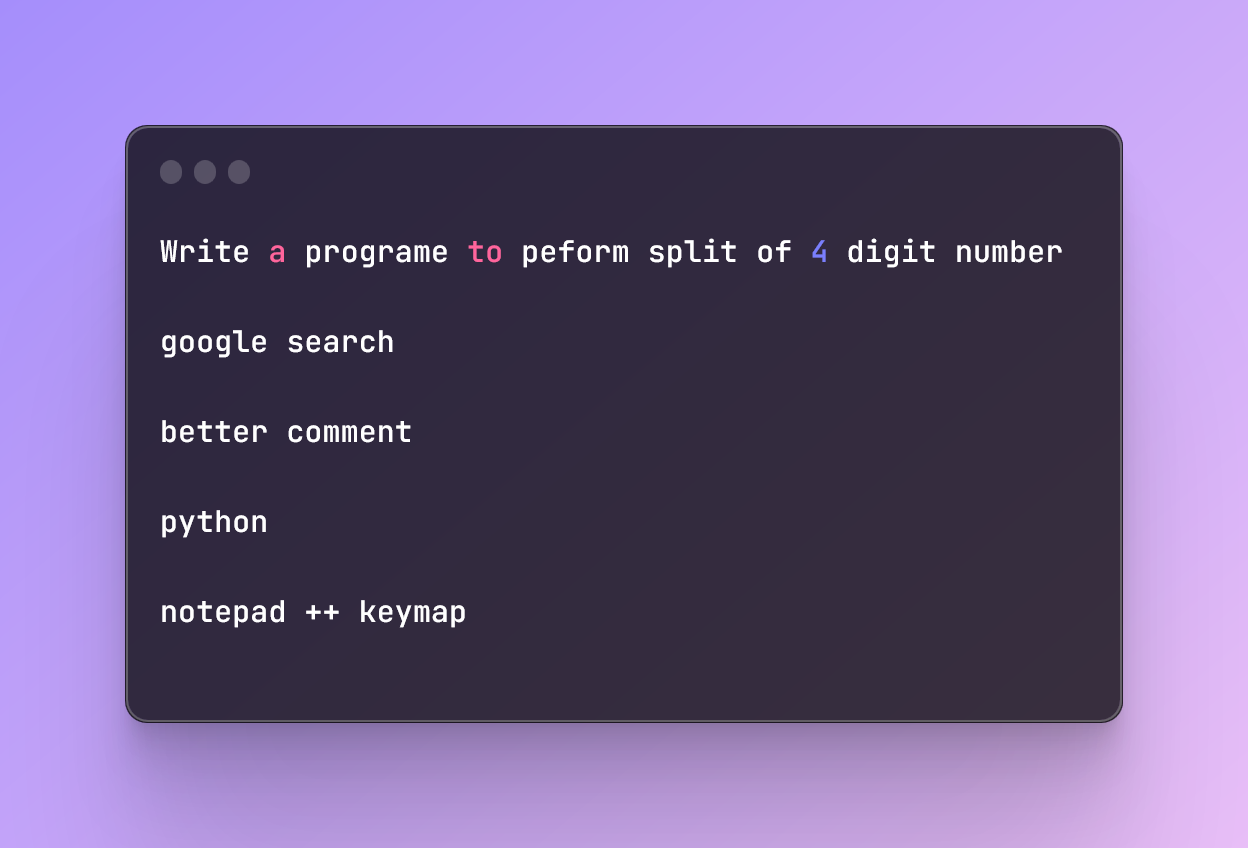 Write a programe to peform split of 4 digit number
google search
better comment
python
notepad ++ keymap